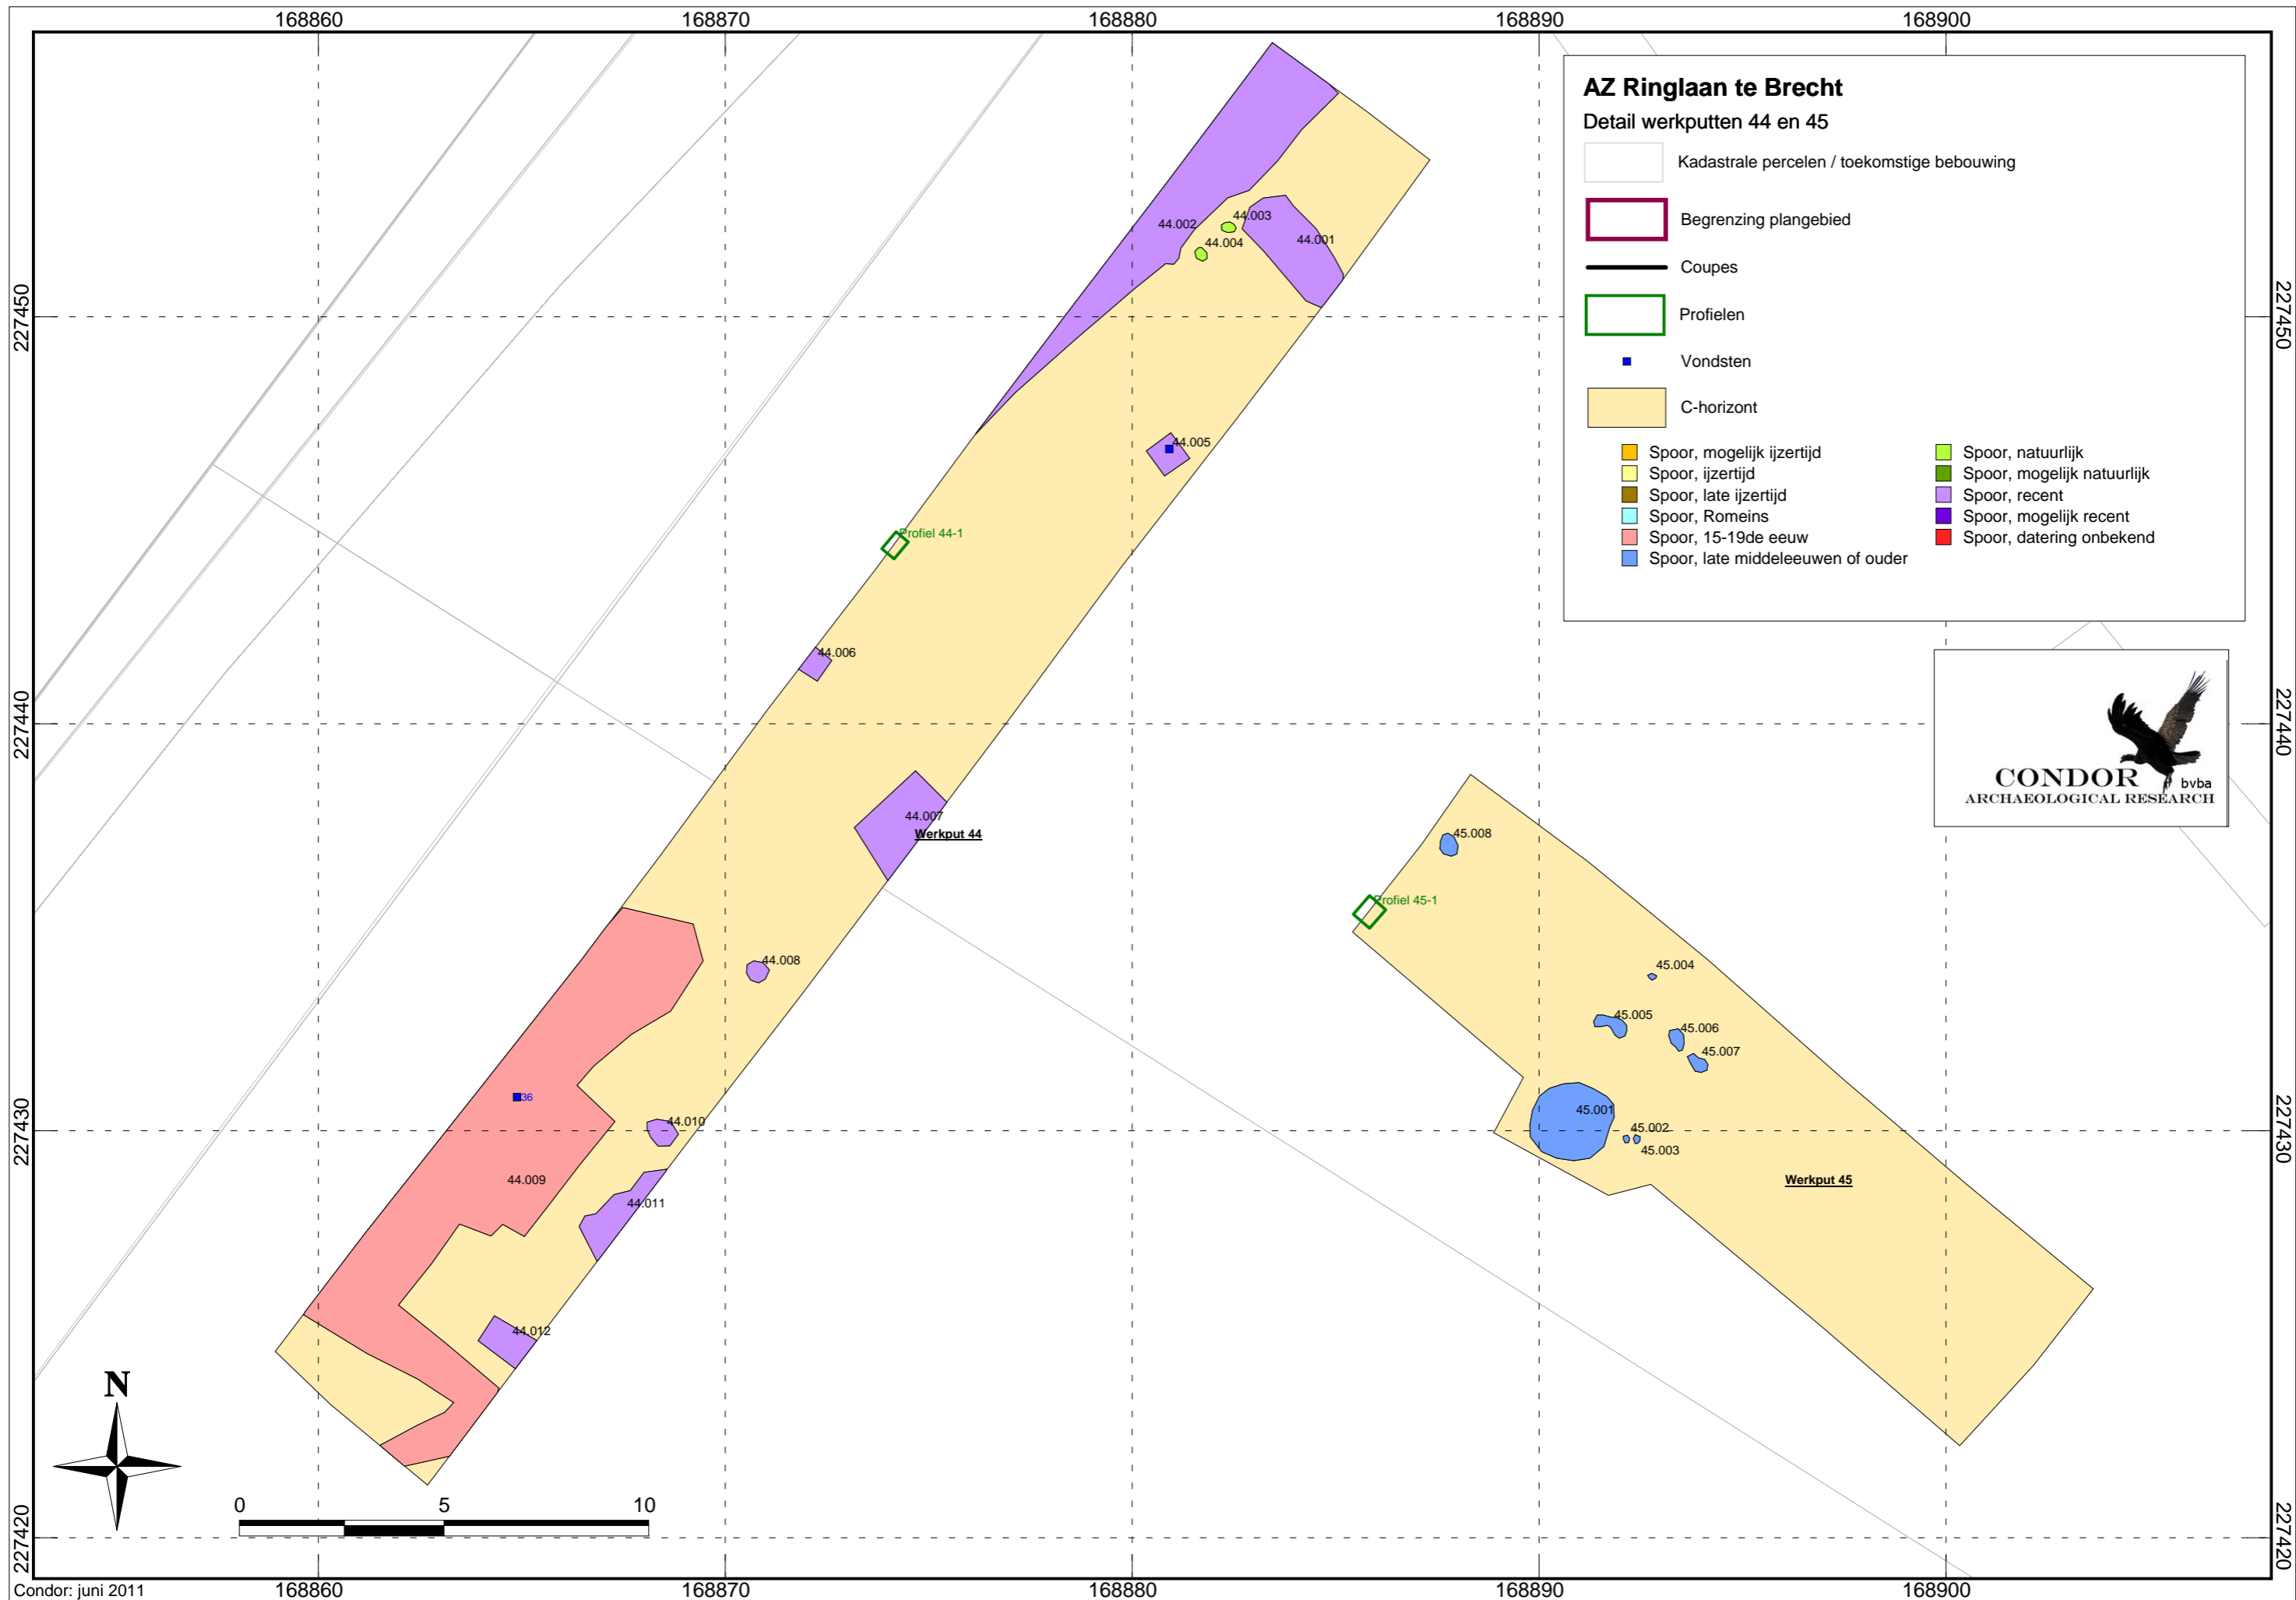 168860 168870 168880 168890 168900
AZ Ringlaan te Brecht
Detail werkputten 44 en 45
Kadastrale percelen / toekomstige bebouwing
Begrenzing plangebied
Coupes
Profielen
Vondsten
C-horizont
Spoor, mogelijk ijzertijd
Spoor, ijzertijd
Spoor, late ijzertijd
Spoor, Romeins
Spoor, 15-19de eeuw
Spoor, late middeleeuwen of ouder
Spoor, natuurlijk
Spoor, mogelijk natuurlijk
Spoor, recent
Spoor, mogelijk recent
Spoor, datering onbekend
CONDOR bvba
ARCHAEOLOGICAL RESEARCH
44.003
44.002
44.001
44.004
227450
227450
44.005
Profiel 44-1
44.006
227440
227440
44.007
Werkput 44
45.008
Profiel 45-1
44.008
45.004
45.005
45.006
45.007
36
45.001
44.010
45.002
45.003
227430
227430
44.009
Werkput 45
44.011
44.012
N
0 5 10
227420
227420
Condor: juni 2011
168860 168870 168880 168890 168900